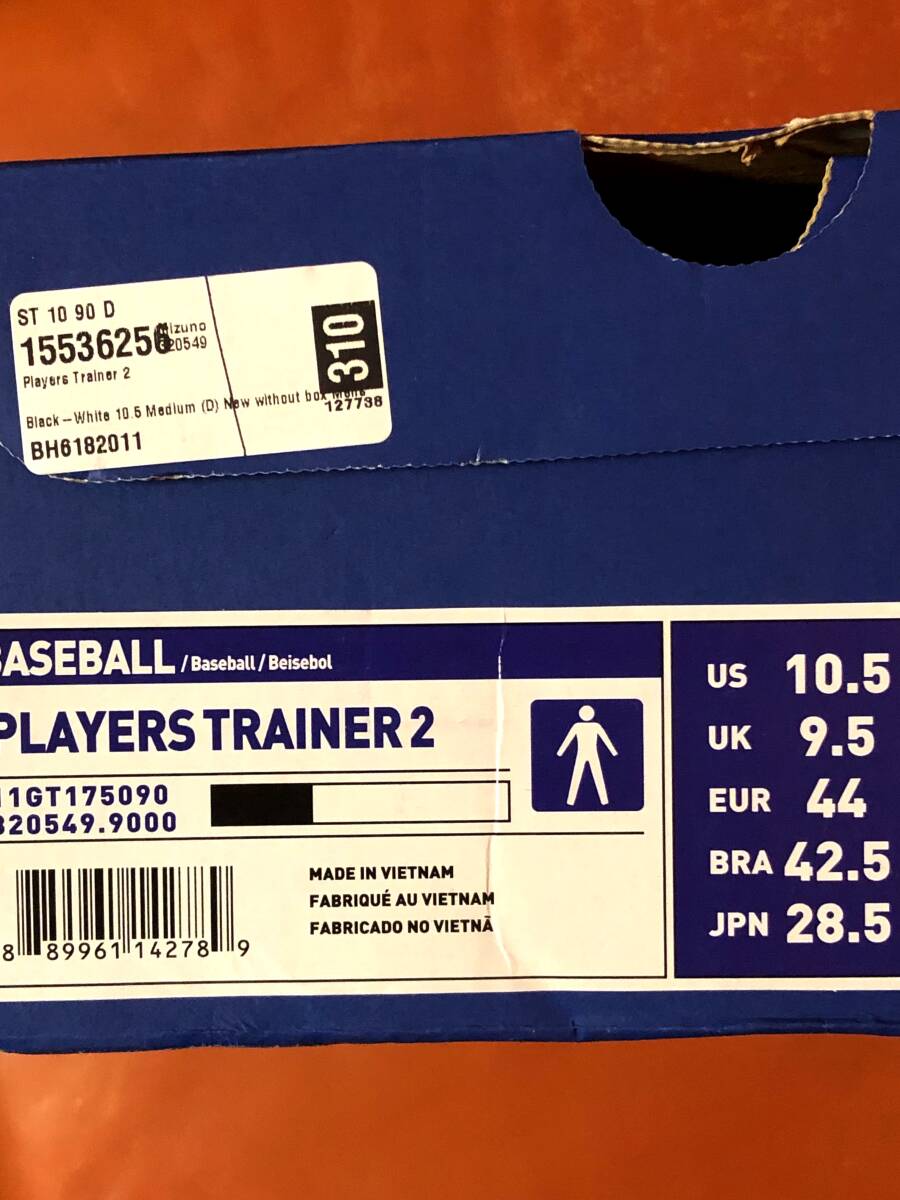 ST 10 90 D
15536256 Mizuno
320549
Players Trainer 2
310
Black--White 10.5 Medium (D) New without box Mens
127738
BH6182011
BASEBALL / Baseball / Beisebol
PLAYERS TRAINER 2
11GT175090
320549.9000
MADE IN VIETNAM
FABRIQUÉ AU VIETNAM
FABRICADO NO VIETNÃ
8 89961 14278 9
US 10.5
UK 9.5
EUR 44
BRA 42.5
JPN 28.5